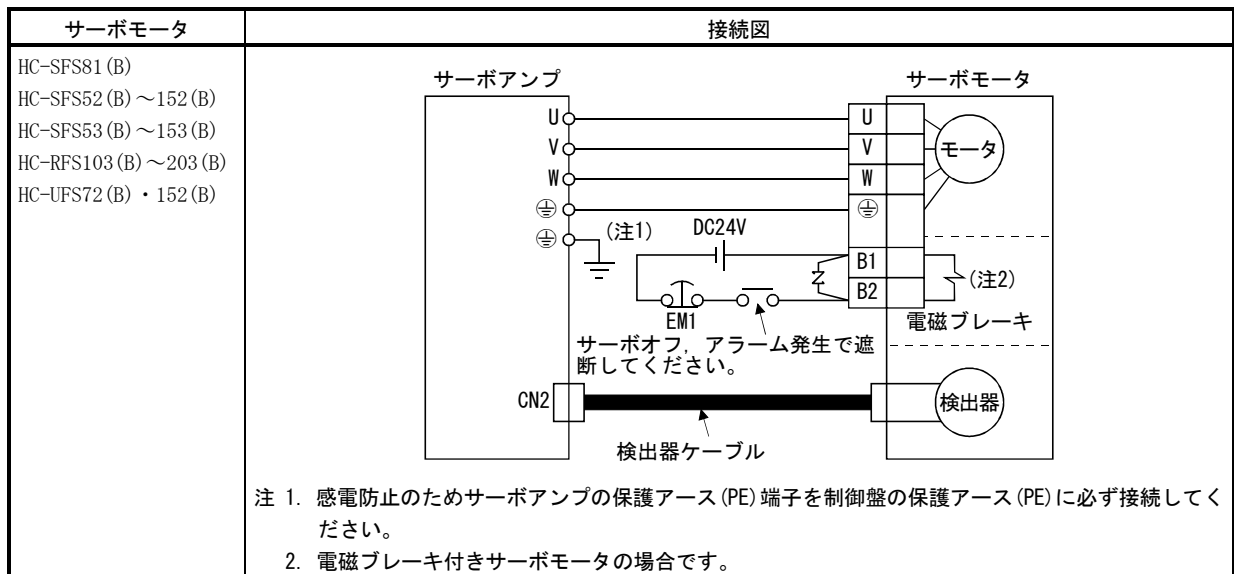 サーボモータ
接続図
HC-SFS81(B)
HC-SFS52(B)～152(B)
HC-SFS53(B)～153(B)
HC-RFS103(B)～203(B)
HC-UFS72(B)・152(B)
サーボアンプ
サーボモータ
U
U
V
V
モータ
W
W
(注1)
DC24V
B1
B2
(注2)
EM1
電磁ブレーキ
サーボオフ，アラーム発生で遮
断してください。
CN2
検出器
検出器ケーブル
注 1. 感電防止のためサーボアンプの保護アース(PE)端子を制御盤の保護アース(PE)に必ず接続してく
ださい。
2. 電磁ブレーキ付きサーボモータの場合です。